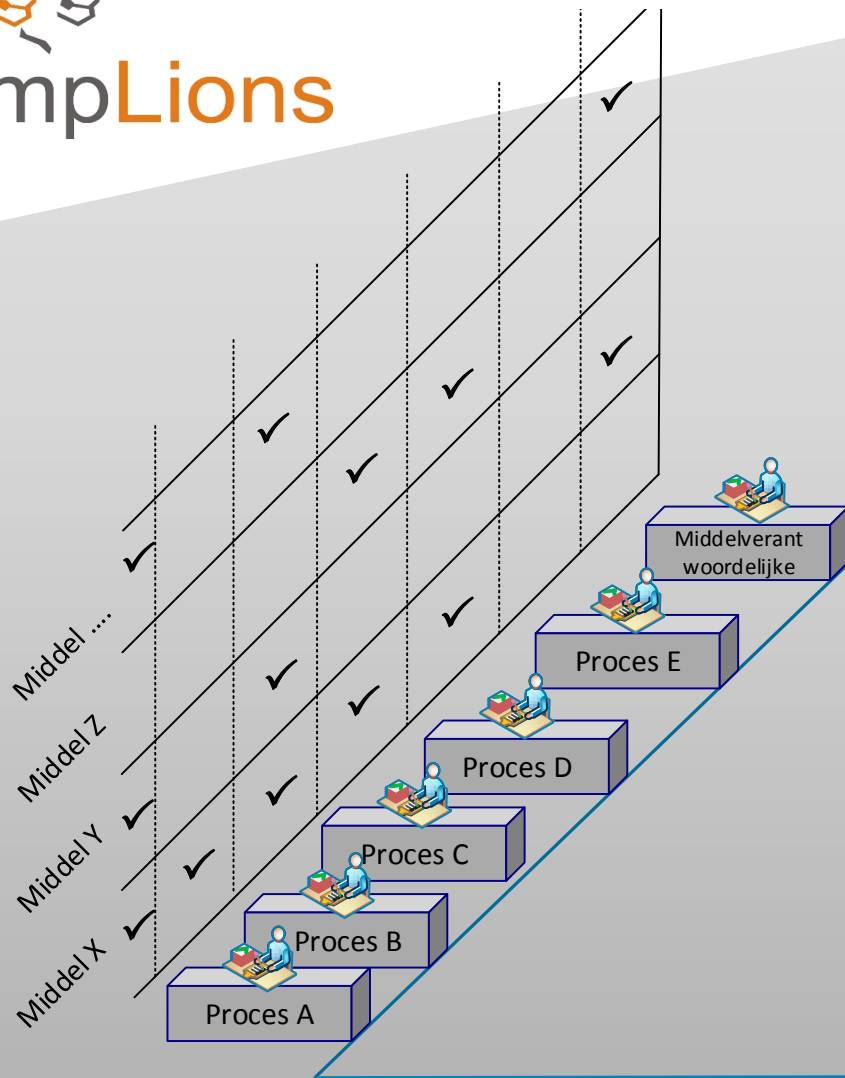 mpLions
Middel ....
Middel Z
Middel Y
Middel X
Middelverant
woordelijke
Proces E
Proces D
Proces C
Proces B
Proces A